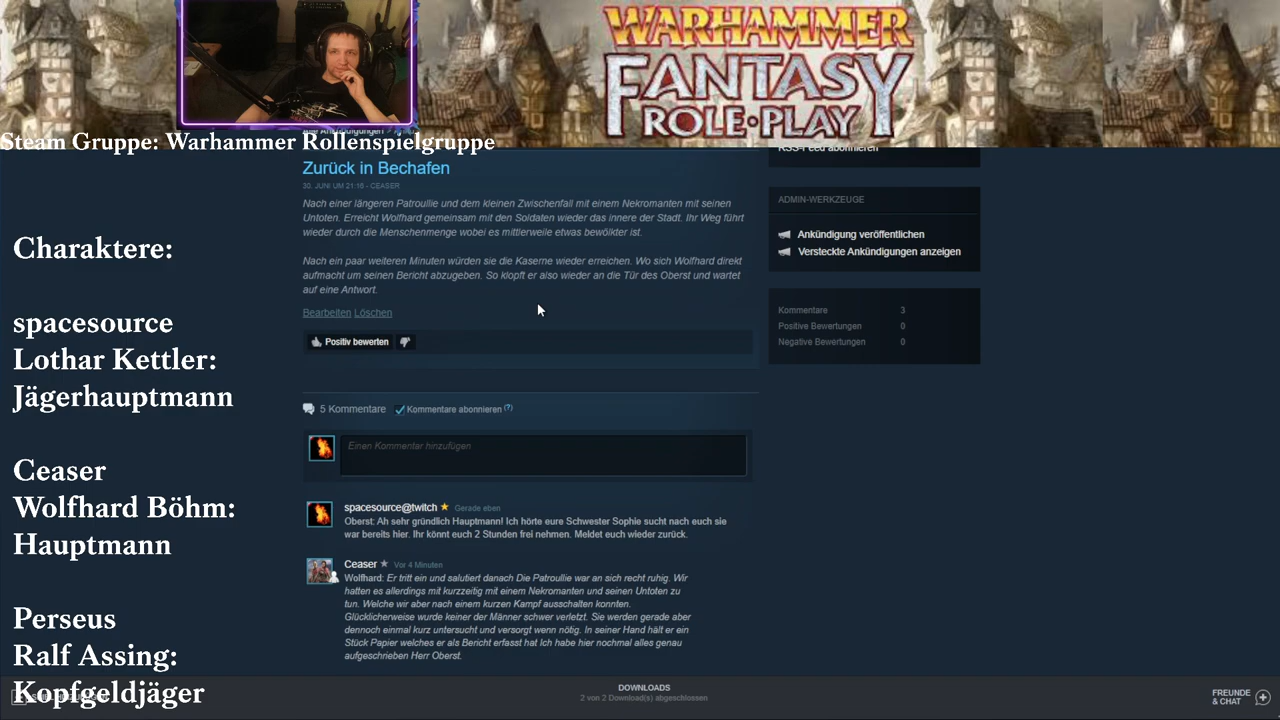 WARHAMMER
FANTASY
ROLE·PLAY
Steam Gruppe: Warhammer Rollenspielgruppe
RSS-Feed abonnieren
Zurück in Bechafen
30. JUNI UM 21:16 - CEASER
Nach einer längeren Patroullie und dem kleinen Zwischenfall mit einem Nekromanten mit seinen
Untoten. Erreicht Wolfhard gemeinsam mit den Soldaten wieder das innere der Stadt. Ihr Weg führt
wieder durch die Menschenmenge wobei es mittlerweile etwas bewölkter ist.
Nach ein paar weiteren Minuten würden sie die Kaserne wieder erreichen. Wo sich Wolfhard direkt
aufmacht um seinen Bericht abzugeben. So klopft er also wieder an die Tür des Oberst und wartet
auf eine Antwort.
Bearbeiten Löschen
Positiv bewerten
ADMIN-WERKZEUGE
Ankündigung veröffentlichen
Versteckte Ankündigungen anzeigen
Kommentare 3
Positive Bewertungen 0
Negative Bewertungen 0
5 Kommentare Kommentare abonnieren (?)
Einen Kommentar hinzufügen
spacesource@twitch Gerade eben
Oberst: Ah sehr gründlich Hauptmann! Ich hörte eure Schwester Sophie sucht nach euch sie
war bereits hier. Ihr könnt euch 2 Stunden frei nehmen. Meldet euch wieder zurück.
Ceaser Vor 4 Minuten
Wolfhard: Er tritt ein und salutiert danach Die Patroullie war an sich recht ruhig. Wir
hatten es allerdings mit kurzzeitig mit einem Nekromanten und seinen Untoten zu
tun. Welche wir aber nach einem kurzen Kampf ausschalten konnten.
Glücklicherweise wurde keiner der Männer schwer verletzt. Sie werden gerade aber
dennoch einmal kurz untersucht und versorgt wenn nötig. In seiner Hand hält er ein
Stück Papier welches er als Bericht erfasst hat Ich habe hier nochmal alles genau
aufgeschrieben Herr Oberst.
Charaktere:
spacesource
Lothar Kettler:
Jägerhauptmann
Ceaser
Wolfhard Böhm:
Hauptmann
Perseus
Ralf Assing:
Kopfgeldjäger
DOWNLOADS
2 von 2 Download(s) abgeschlossen
FREUNDE
& CHAT